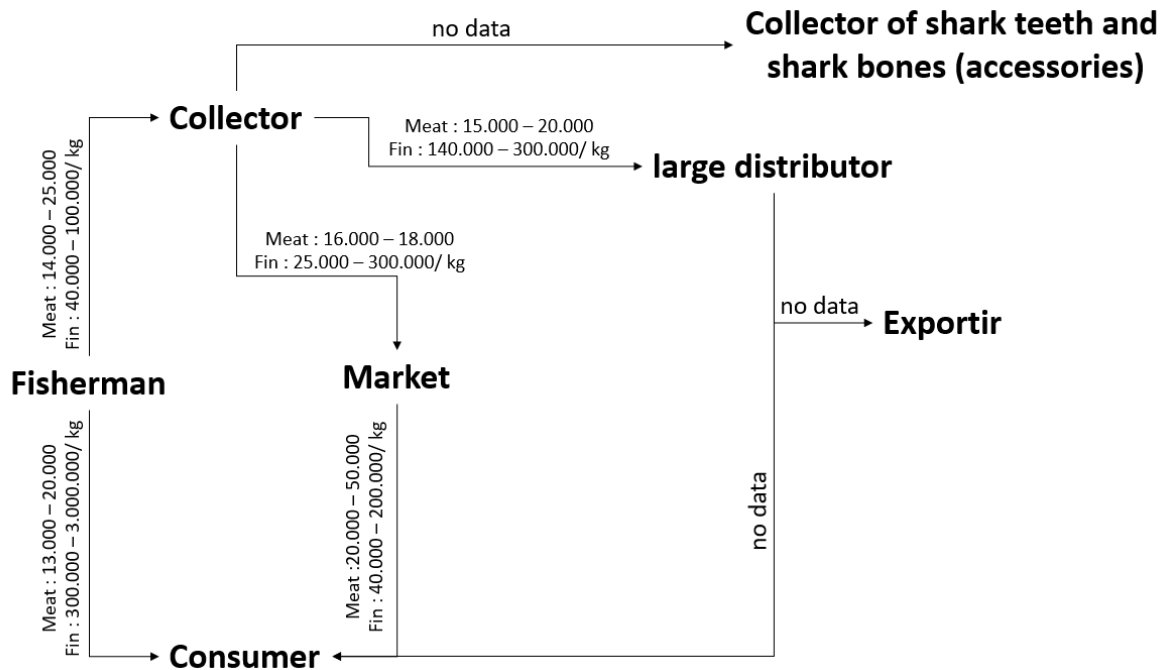 no data
Collector of shark teeth and
shark bones (accessories)
Collector
Meat : 15.000 – 20.000
Fin : 140.000 – 300.000/ kg
large distributor
Meat : 14.000 – 25.000
Fin : 40.000 – 100.000/ kg
Meat : 16.000 – 18.000
Fin : 25.000 – 300.000/ kg
no data
Exportir
Fisherman
Market
Meat : 13.000 – 20.000
Fin : 300.000 – 3.000.000/ kg
Meat :20.000 – 50.000
Fin : 40.000 – 200.000/ kg
no data
Consumer